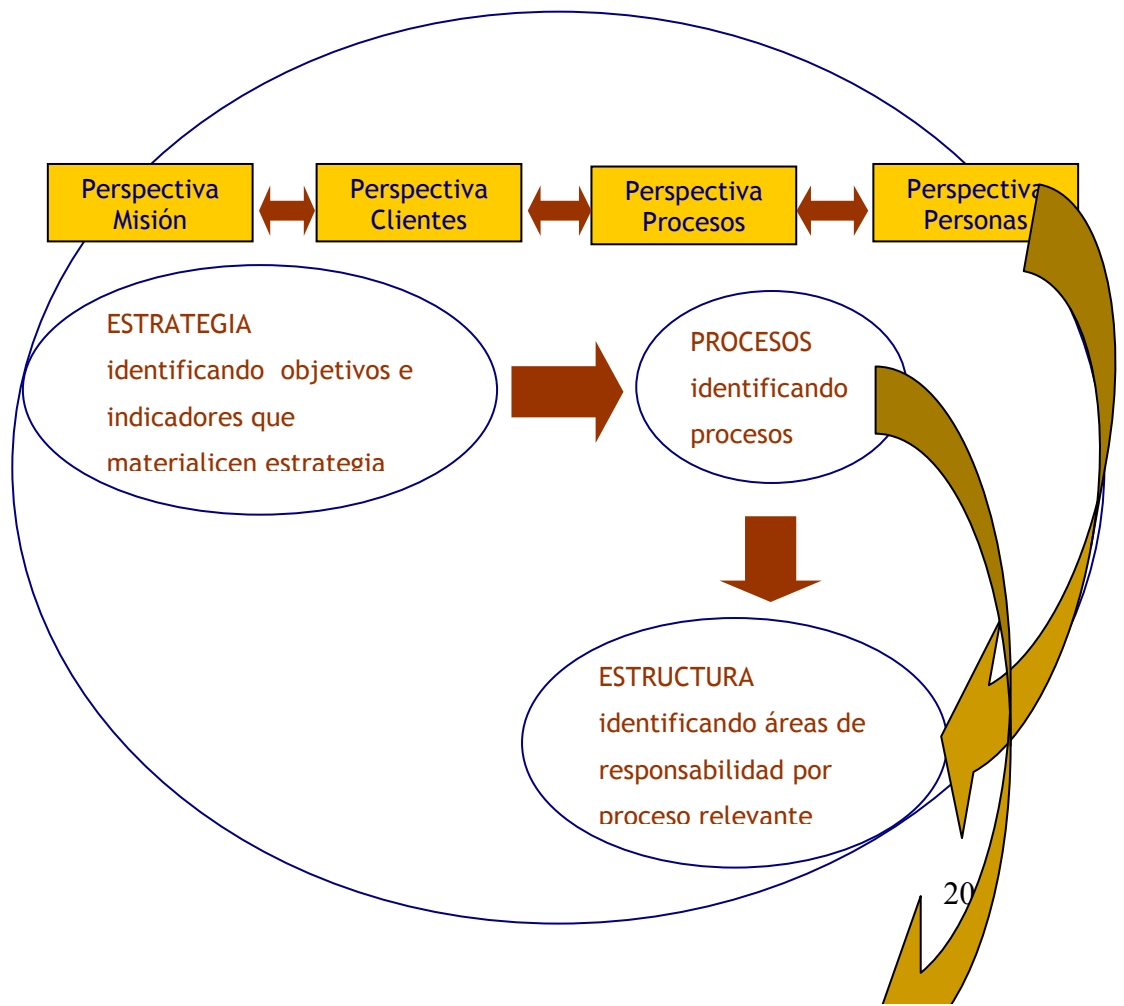 Perspectiva
Misión
Perspectiva
Clientes
Perspectiva
Procesos
Perspectiva
Personas
ESTRATEGIA
identificando objetivos e
indicadores que
materialicen estrategia
PROCESOS
identificando
procesos
ESTRUCTURA
identificando áreas de
responsabilidad por
proceso relevante
20